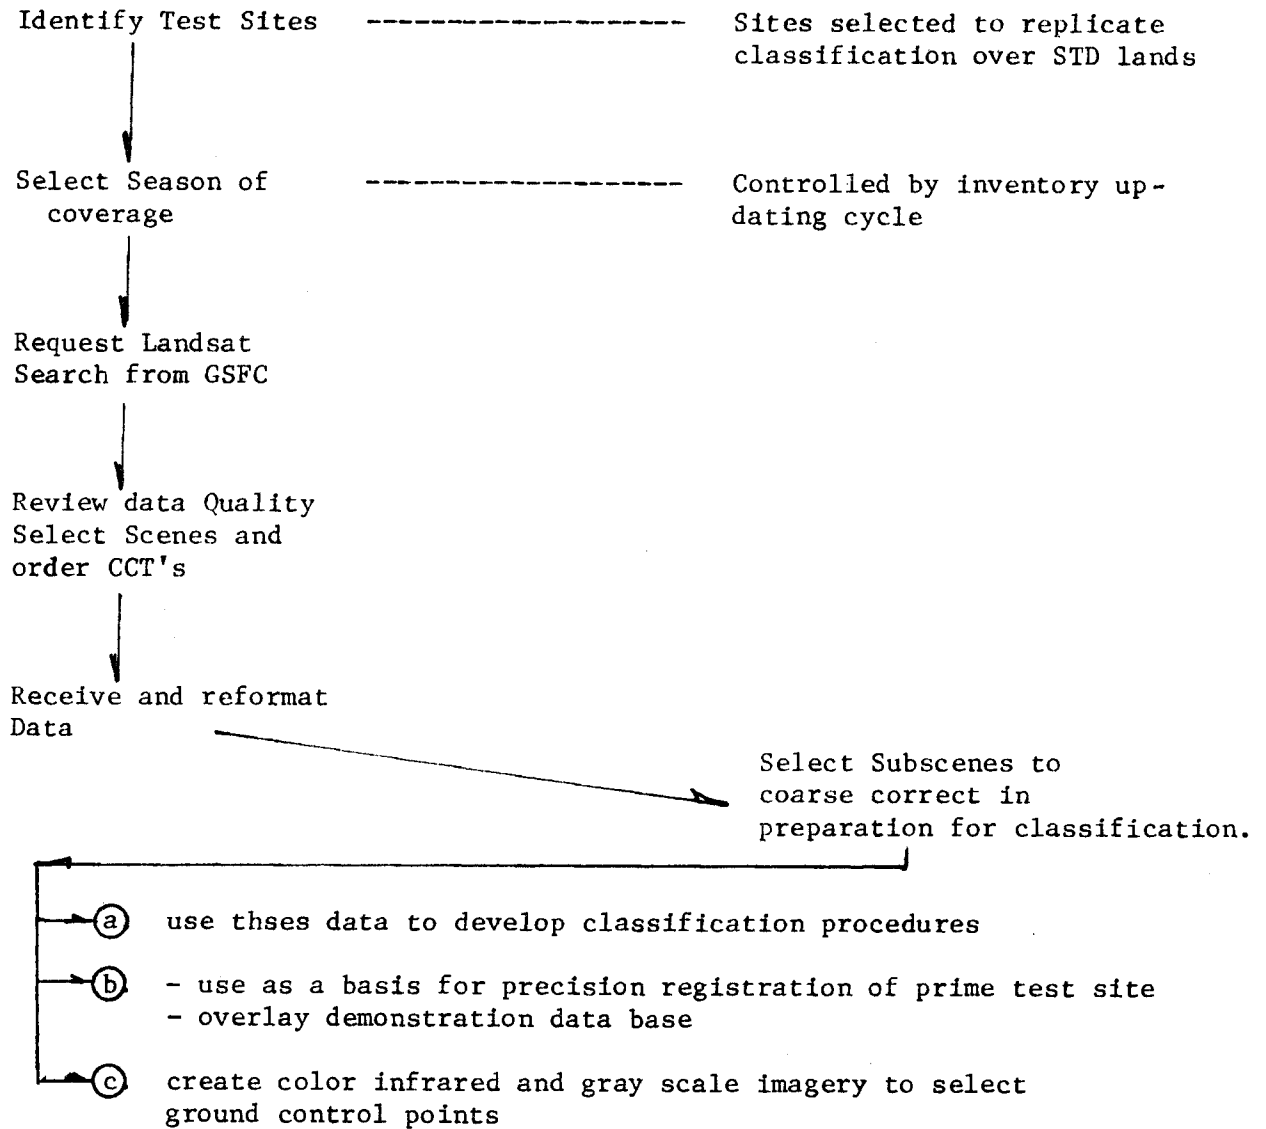 Identify Test Sites
Sites selected to replicate
classification over STD lands
Select Season of
coverage
Controlled by inventory up-
dating cycle
Request Landsat
Search from GSFC
Review data Quality
Select Scenes and
order CCT's
Receive and reformat
Data
Select Subscenes to
coarse correct in
preparation for classification.
a use thses data to develop classification procedures
b - use as a basis for precision registration of prime test site
- overlay demonstration data base
c create color infrared and gray scale imagery to select
ground control points